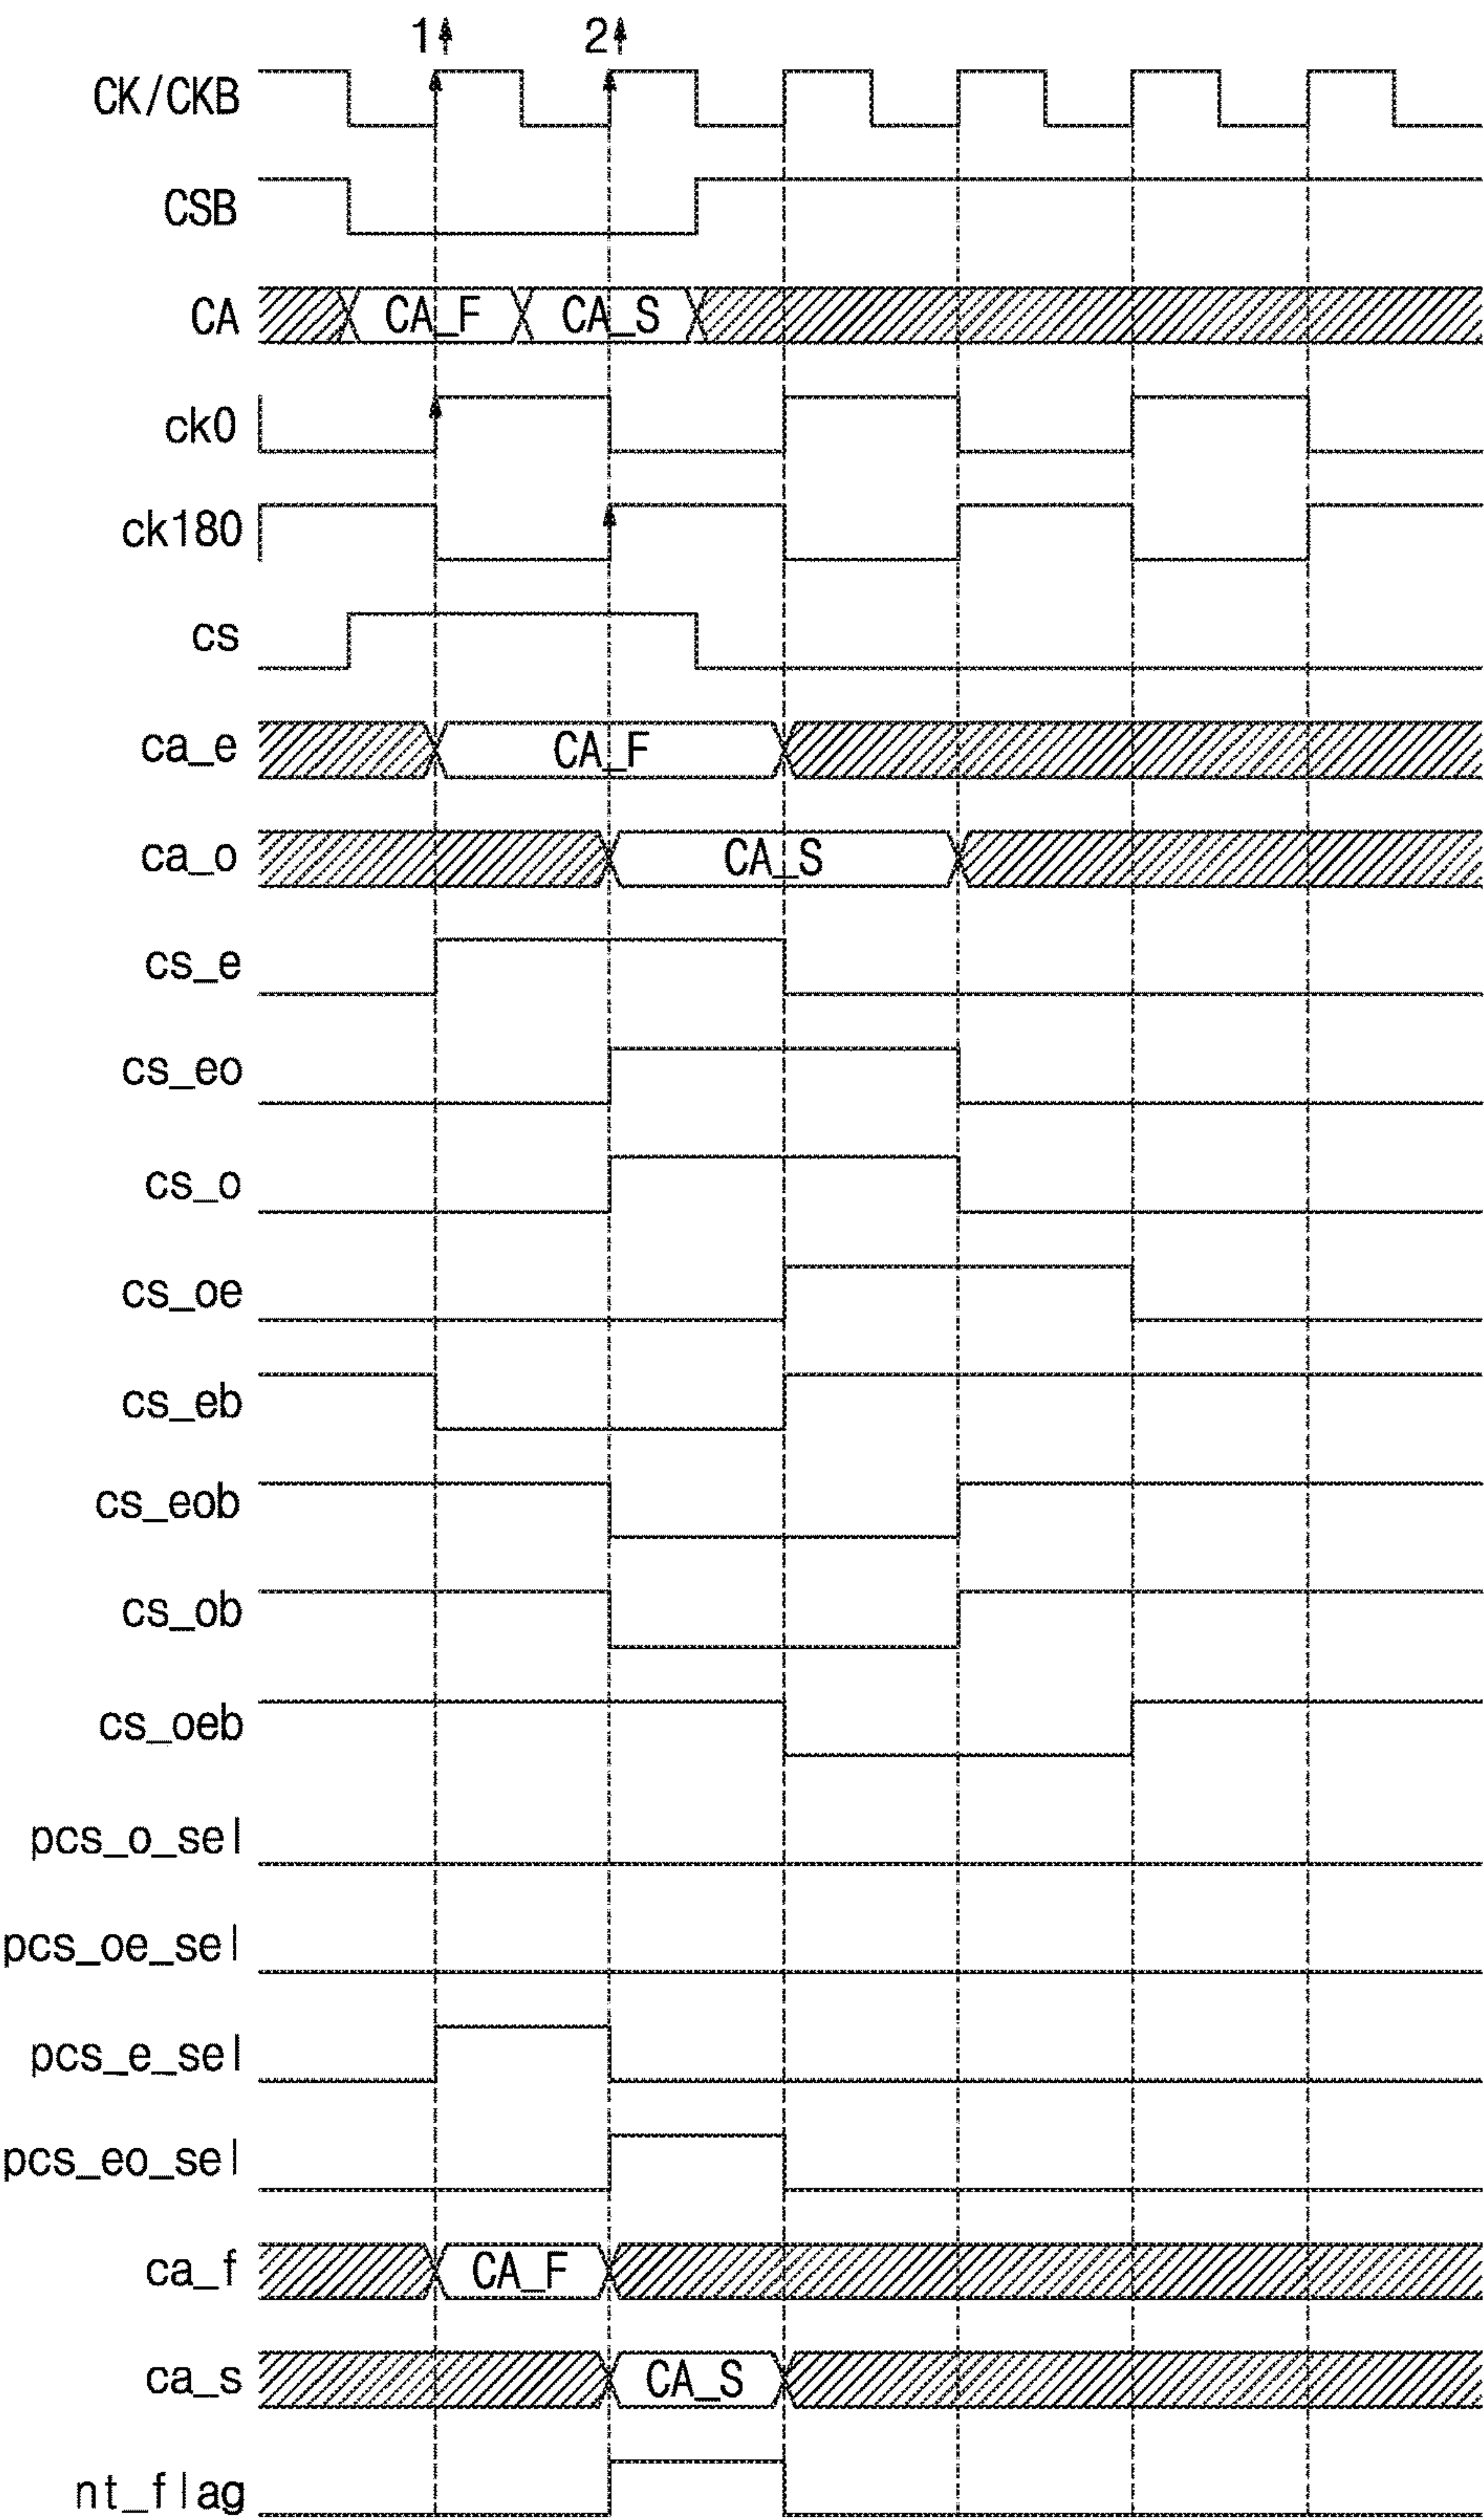 1 2
CK/CKB
CSB
CA CA_F CA_S
ck0
ck180
cs
ca_e CA_F
ca_o CA_S
cs_e
cs_eo
cs_o
cs_oe
cs_eb
cs_eob
cs_ob
cs_oeb
pcs_o_sel
pcs_oe_sel
pcs_e_sel
pcs_eo_sel
ca_f CA_F
ca_s CA_S
nt_flag